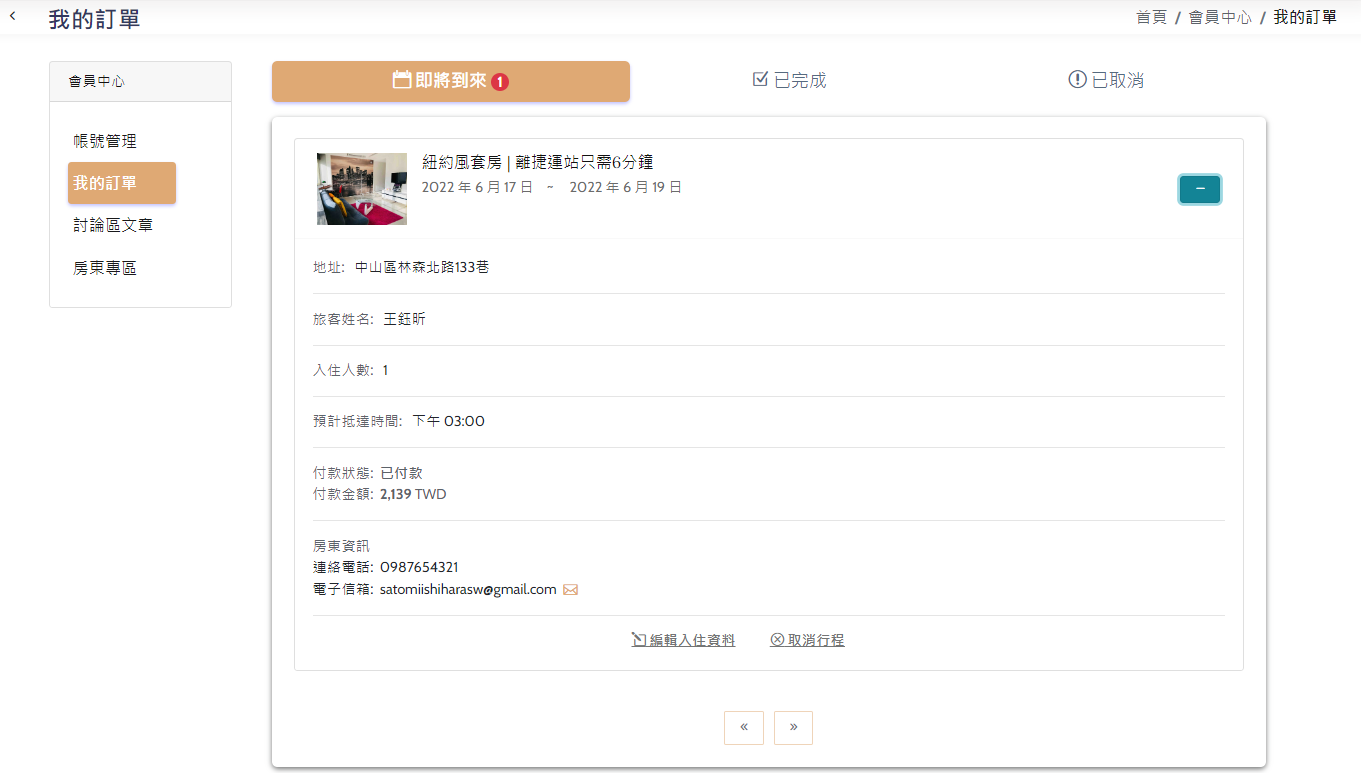 我的訂單
首頁 / 會員中心 / 我的訂單
會員中心
帳號管理
我的訂單
討論區文章
房東專區
即將到來 1
已完成
已取消
紐約風套房 | 離捷運站只需6分鐘
2022 年 6 月 17 日 ~ 2022 年 6 月 19 日
地址: 中山區林森北路133巷
旅客姓名: 王鈺昕
入住人數: 1
預計抵達時間: 下午 03:00
付款狀態: 已付款
付款金額: 2,139 TWD
房東資訊
連絡電話: 0987654321
電子信箱: satomiishiharasw@gmail.com
編輯入住資料
取消行程
« »